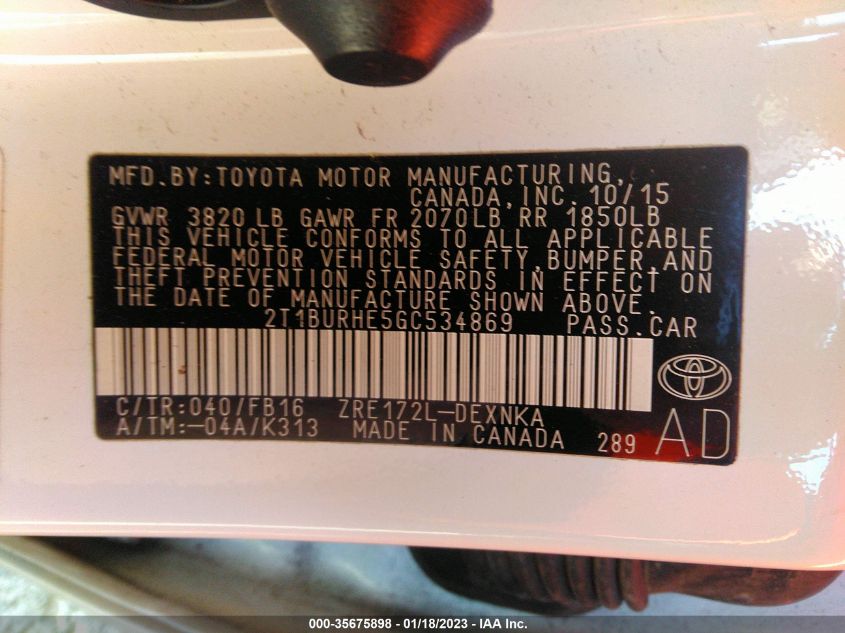 MFD.BY:TOYOTA MOTOR MANUFACTURING,
CANADA,INC. 10/15
GVWR 3820 LB GAWR FR 2070LB RR 1850LB
THIS VEHICLE CONFORMS TO ALL APPLICABLE
FEDERAL MOTOR VEHICLE SAFETY,BUMPER,AND
THEFT PREVENTION STANDARDS IN EFFECT ON
THE DATE OF MANUFACTURE SHOWN ABOVE.
2T1BURHE5GC534869 PASS.CAR
C/TR:040/FB16 ZRE172L-DEXNKA
A/TM:-04A/K313 MADE IN CANADA 289 AD
000-35675898 - 01/18/2023 - © IAA Inc.